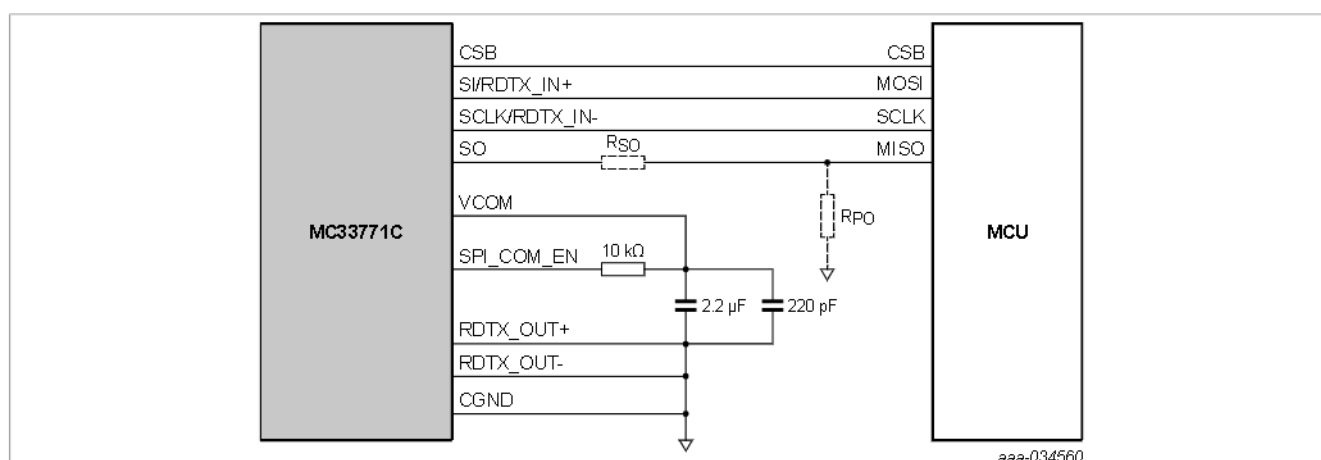 CSB CSB
SI/RDTX_IN+ MOSI
SCLK/RDTX_IN- SCLK
SO RSO MISO
VCOM
RPO
MC33771C MCU
SPI_COM_EN 10 kΩ
2.2 µF 220 pF
RDTX_OUT+
RDTX_OUT-
CGND
aaa-034560